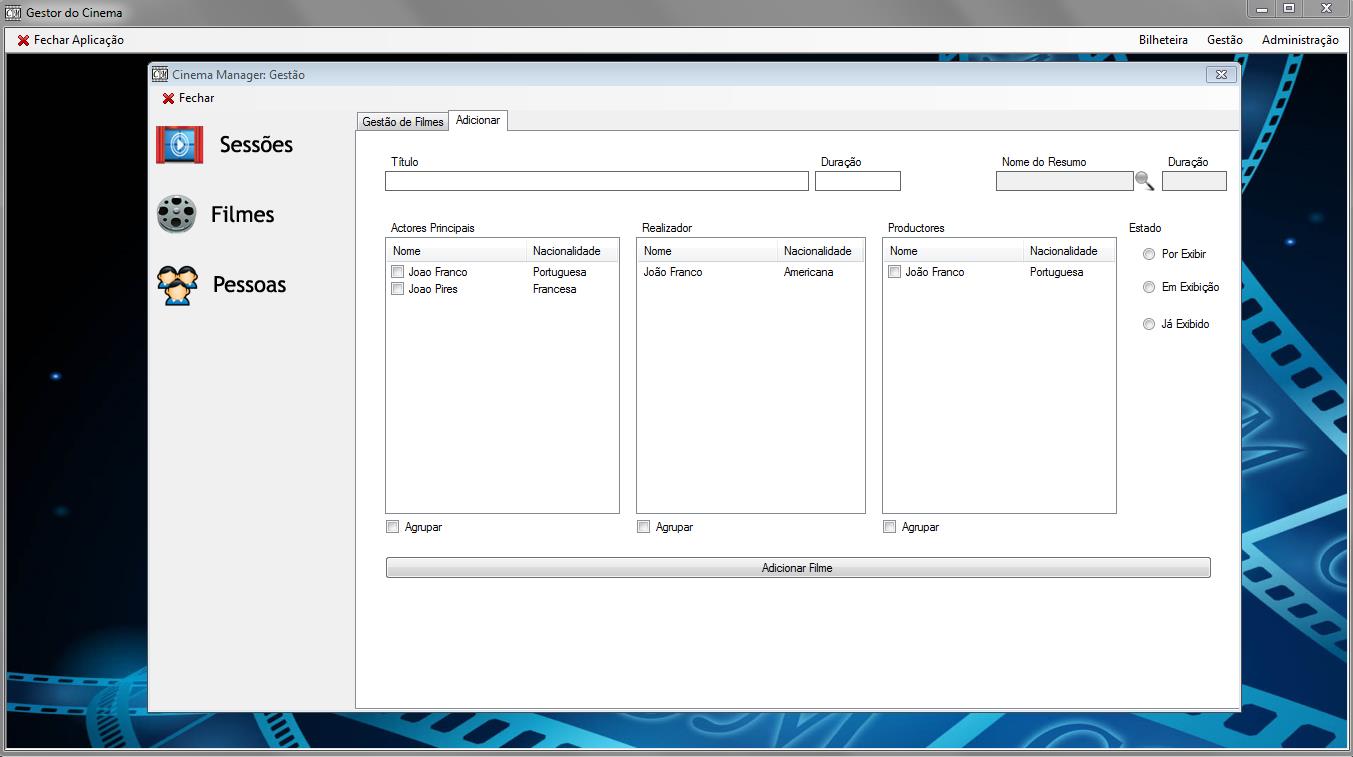 Gestor do Cinema
Fechar Aplicação
Bilheteira Gestão Administração
Cinema Manager: Gestão
Fechar
Sessões
Filmes
Pessoas
Gestão de Filmes Adicionar
Título Duração Nome do Resumo Duração
Actores Principais Realizador Productores Estado
Nome Nacionalidade Nome Nacionalidade Nome Nacionalidade
Joao Franco Portuguesa João Franco Americana João Franco Portuguesa
Joao Pires Francesa
Por Exibir
Em Exibição
Já Exibido
Agrupar Agrupar Agrupar
Adicionar Filme